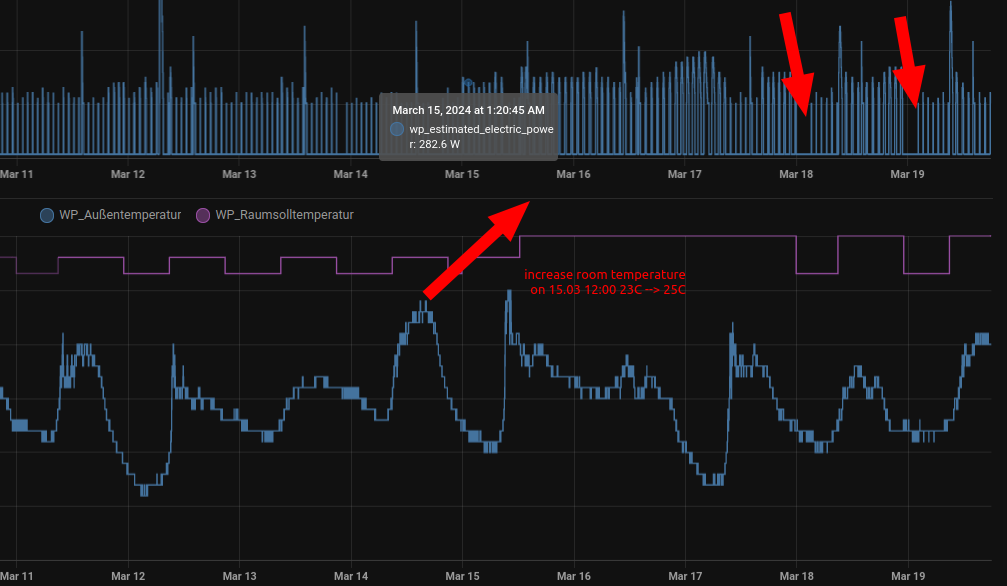 March 15, 2024 at 1:20:45 AM
wp_estimated_electric_powe
r: 282.6 W
Mar 11 Mar 12 Mar 13 Mar 14 Mar 15 Mar 16 Mar 17 Mar 18 Mar 19
WP_Außentemperatur WP_Raumsolltemperatur
increase room temperature
on 15.03 12:00 23C --> 25C
Mar 11 Mar 12 Mar 13 Mar 14 Mar 15 Mar 16 Mar 17 Mar 18 Mar 19